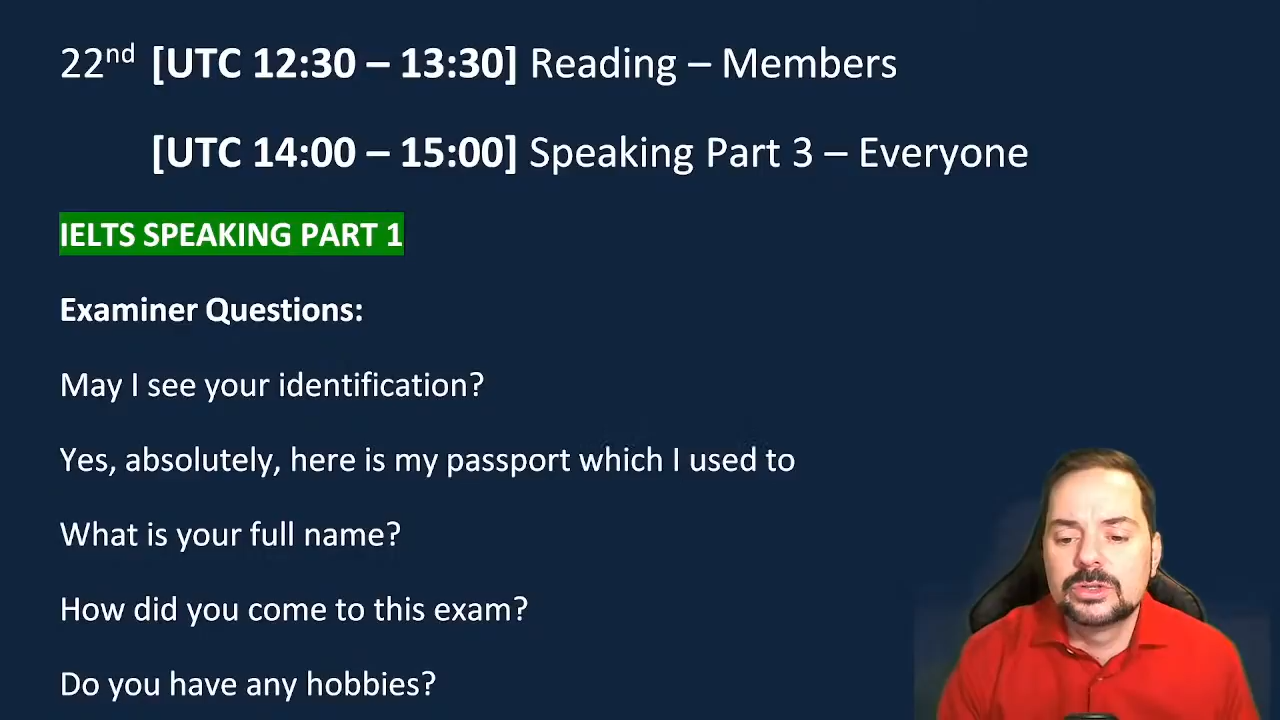 22nd [UTC 12:30 – 13:30] Reading – Members
[UTC 14:00 – 15:00] Speaking Part 3 – Everyone
IELTS SPEAKING PART 1
Examiner Questions:
May I see your identification?
Yes, absolutely, here is my passport which I used to
What is your full name?
How did you come to this exam?
Do you have any hobbies?